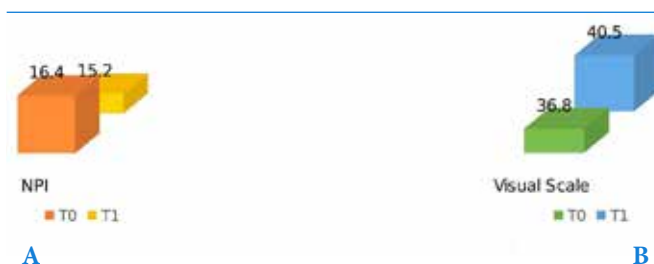 40.5
16.4 15.2
36.8
NPI Visual Scale
T0 T1 T0 T1
A B